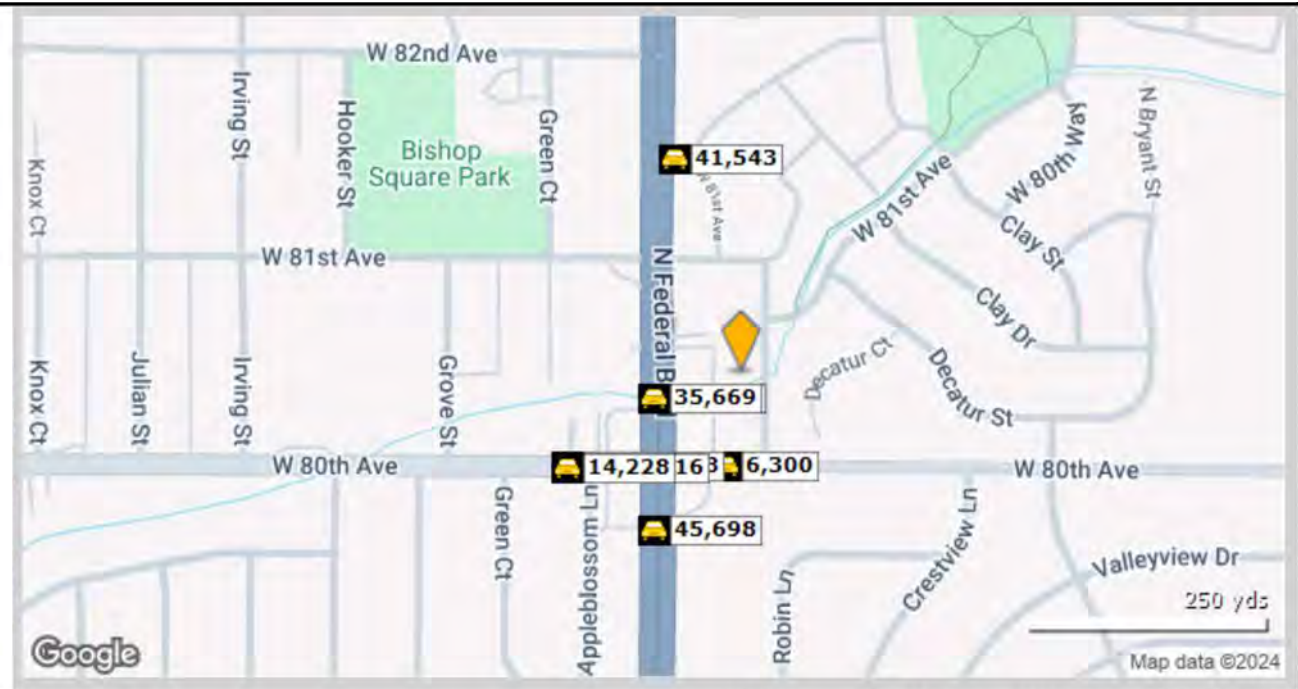 W 82nd Ave
Irving St
Hooker St
Green Ct
Knox Ct
Bishop
Square Park
41,543
W 81st Ave
W 81st Ave
W 80th Way
N Bryant St
Clay St
W 81st Ave
N Federal B
Clay Dr
Knox Ct
Julian St
Irving St
Grove St
Decatur Ct
Decatur St
35,669
W 80th Ave
14,228
16
6,300
W 80th Ave
Green Ct
Appleblossom Ln
45,698
Robin Ln
Crestview Ln
Valleyview Dr
250 yds
Google
Map data ©2024